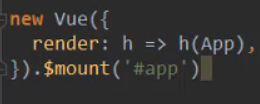 new Vue({
  render: h => h(App),
}).$mount('#app')